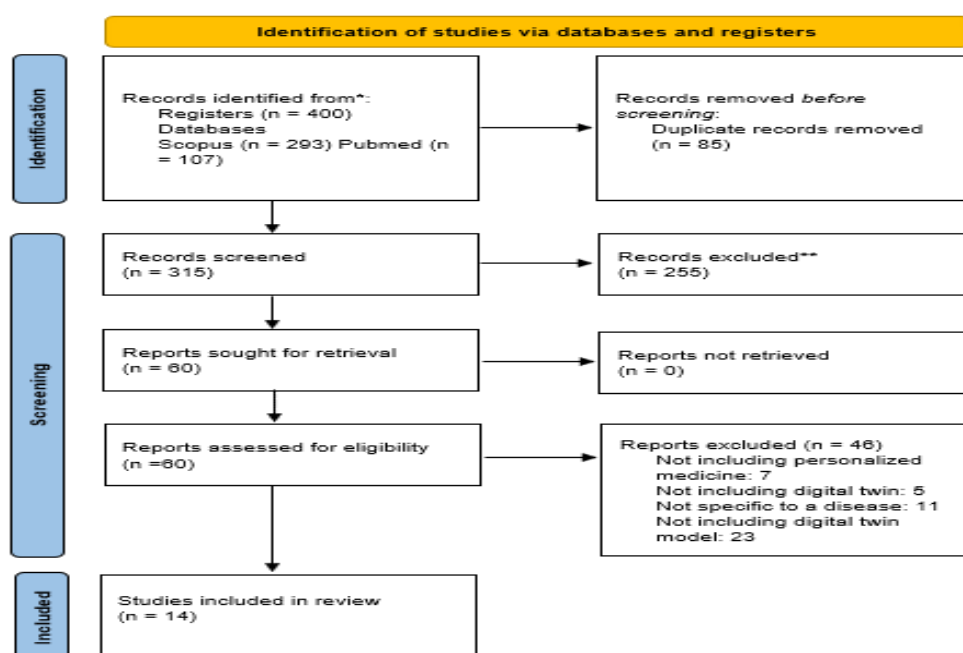 Identification of studies via databases and registers
Identification
Records identified from*:
Registers (n = 400)
Databases
Scopus (n = 293) Pubmed (n
= 107)
Records removed before
screening:
Duplicate records removed
(n = 85)
Screening
Records screened
(n = 315)
Records excluded**
(n = 255)
Reports sought for retrieval
(n = 60)
Reports not retrieved
(n = 0)
Reports assessed for eligibility
(n =60)
Reports excluded (n = 46)
Not including personalized
medicine: 7
Not including digital twin: 5
Not specific to a disease: 11
Not including digital twin
model: 23
Included
Studies included in review
(n = 14)